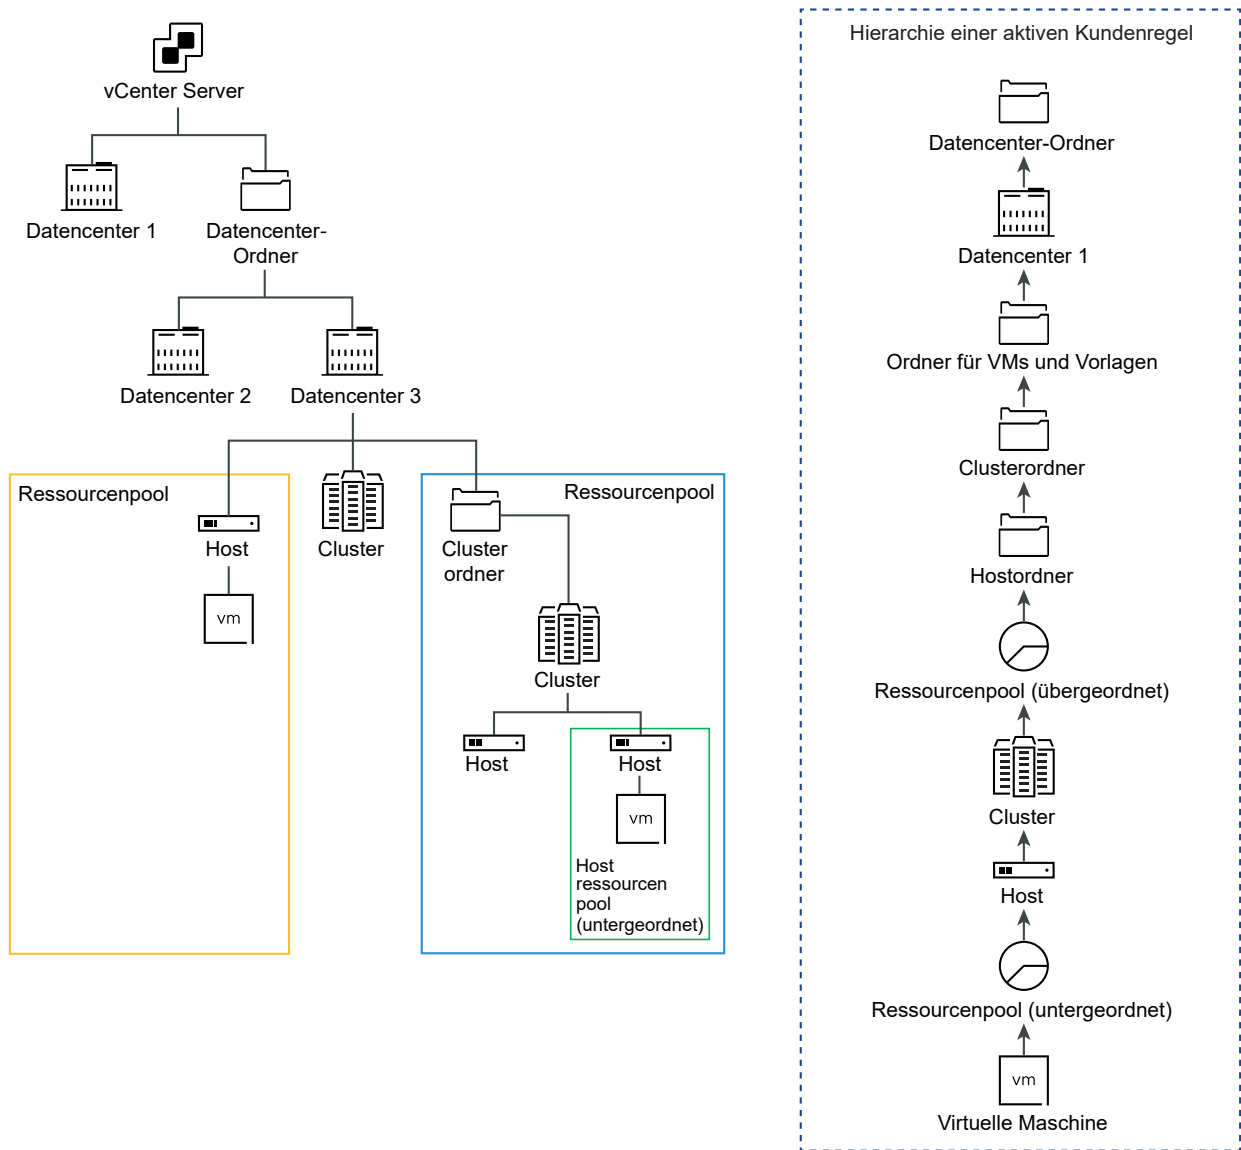 vCenter Server
Datencenter 1
Datencenter-
Ordner
Datencenter 2
Datencenter 3
Ressourcenpool
Host
vm
Cluster
Ressourcenpool
Cluster
ordner
Cluster
Host
Host
vm
Host
ressourcen
pool
(untergeordnet)
Hierarchie einer aktiven Kundenregel
Datencenter-Ordner
Datencenter 1
Ordner für VMs und Vorlagen
Clusterordner
Hostordner
Ressourcenpool (übergeordnet)
Cluster
Host
Ressourcenpool (untergeordnet)
vm
Virtuelle Maschine